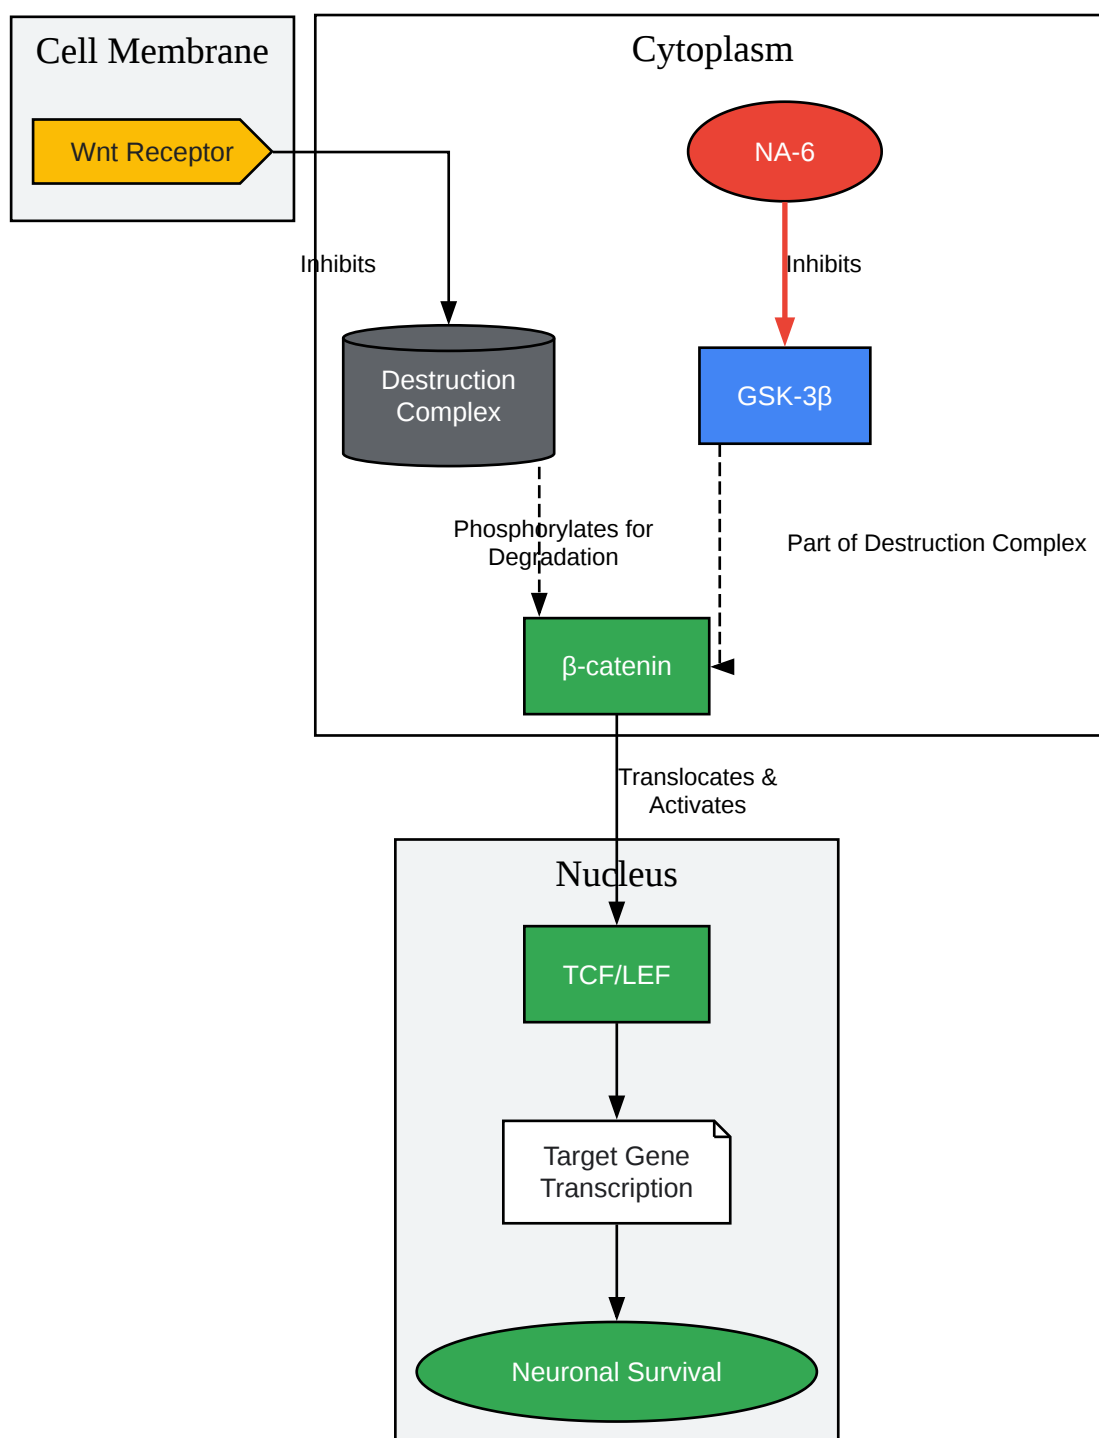 Cell Membrane
Cytoplasm
Wnt Receptor
NA-6
Inhibits
Inhibits
Destruction
Complex
GSK-3β
Phosphorylates for
Degradation
Part of Destruction Complex
β-catenin
Translocates &
Activates
Nucleus
TCF/LEF
Target Gene
Transcription
Neuronal Survival